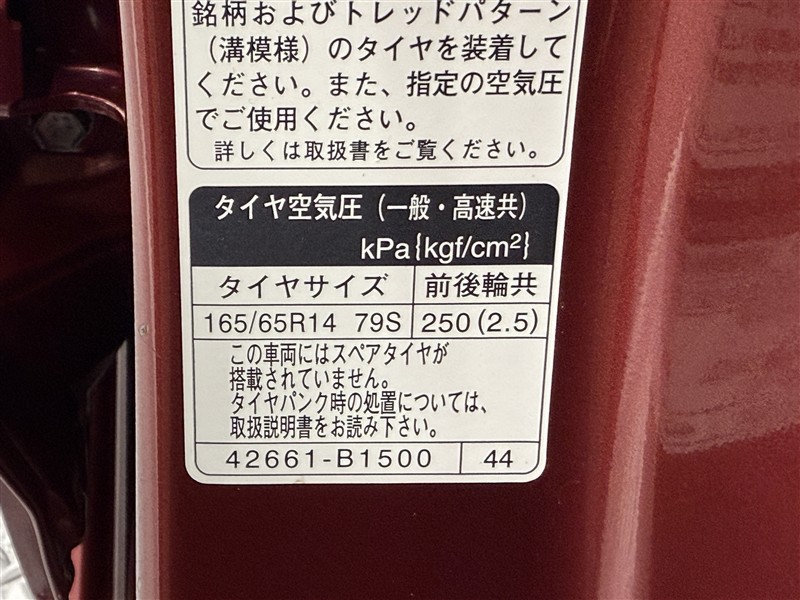 銘柄およびトレッドパターン
（溝模様）のタイヤを装着して
ください。また、指定の空気圧
でご使用ください。
詳しくは取扱書をご覧ください。
タイヤ空気圧（一般・高速共）
kPa{kgf/cm²}
タイヤサイズ 前後輪共
165/65R14 79S 250(2.5)
この車両にはスペアタイヤが
搭載されていません。
タイヤパンク時の処置については、
取扱説明書をお読み下さい。
42661-B1500 44